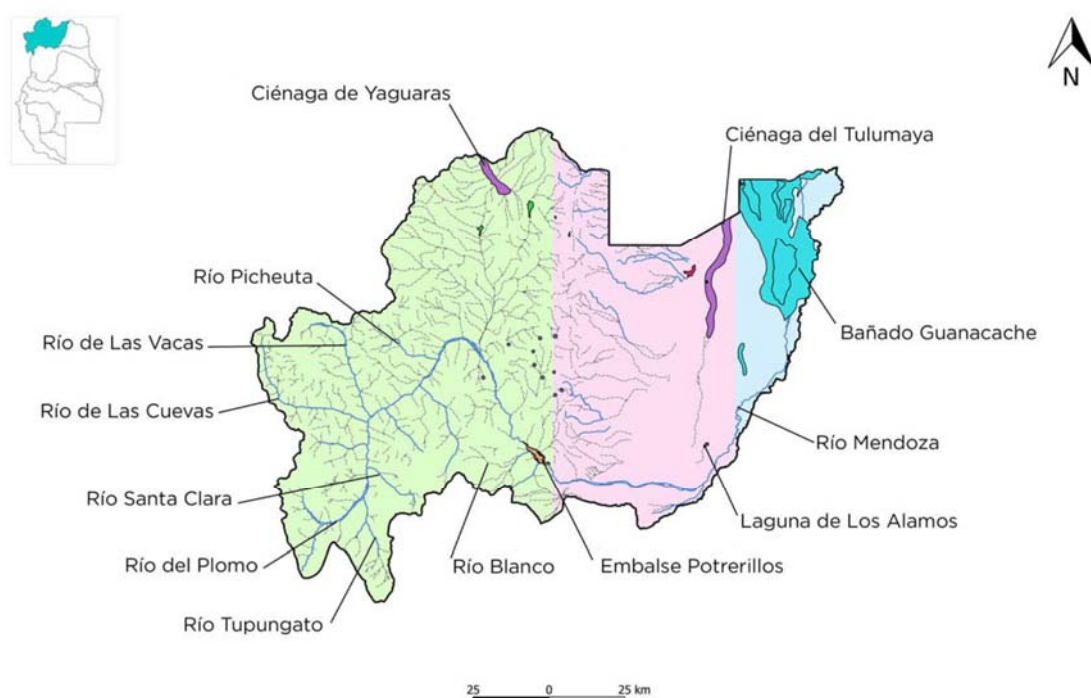 N
Ciénaga de Yaguaras
Ciénaga del Tulumaya
Río Picheuta
Río de Las Vacas
Bañado Guanacache
Río de Las Cuevas
Río Mendoza
Río Santa Clara
Laguna de Los Alamos
Río del Plomo
Río Blanco
Embalse Potrerillos
Río Tupungato
25 0 25 km